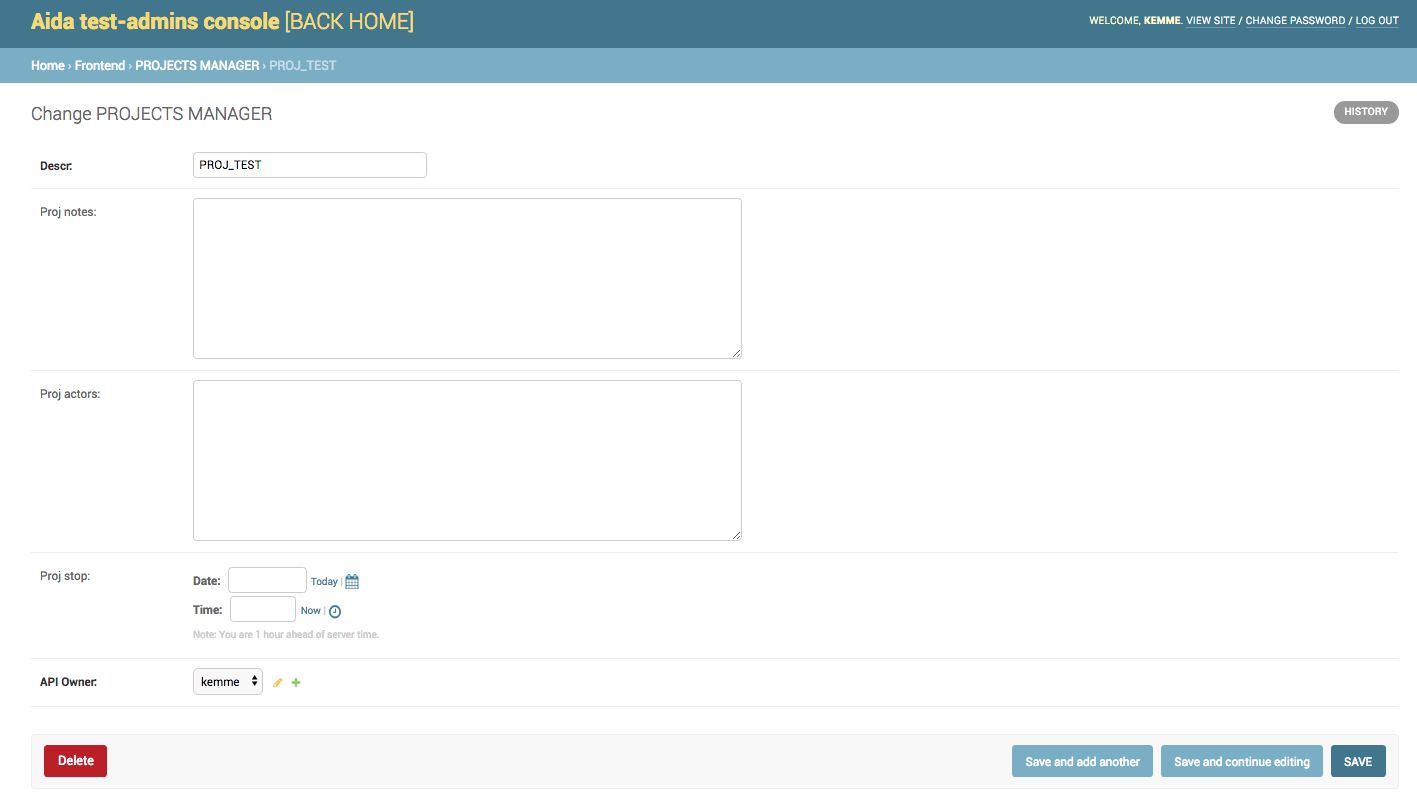 Aida test-admins console [BACK HOME]
WELCOME, KEMME. VIEW SITE / CHANGE PASSWORD / LOG OUT
Home › Frontend › PROJECTS MANAGER › PROJ_TEST
Change PROJECTS MANAGER
HISTORY
Descr:
PROJ_TEST
Proj notes:
Proj actors:
Proj stop:
Date:
Today |
Time:
Now |
Note: You are 1 hour ahead of server time.
API Owner:
kemme
Delete
Save and add another
Save and continue editing
SAVE